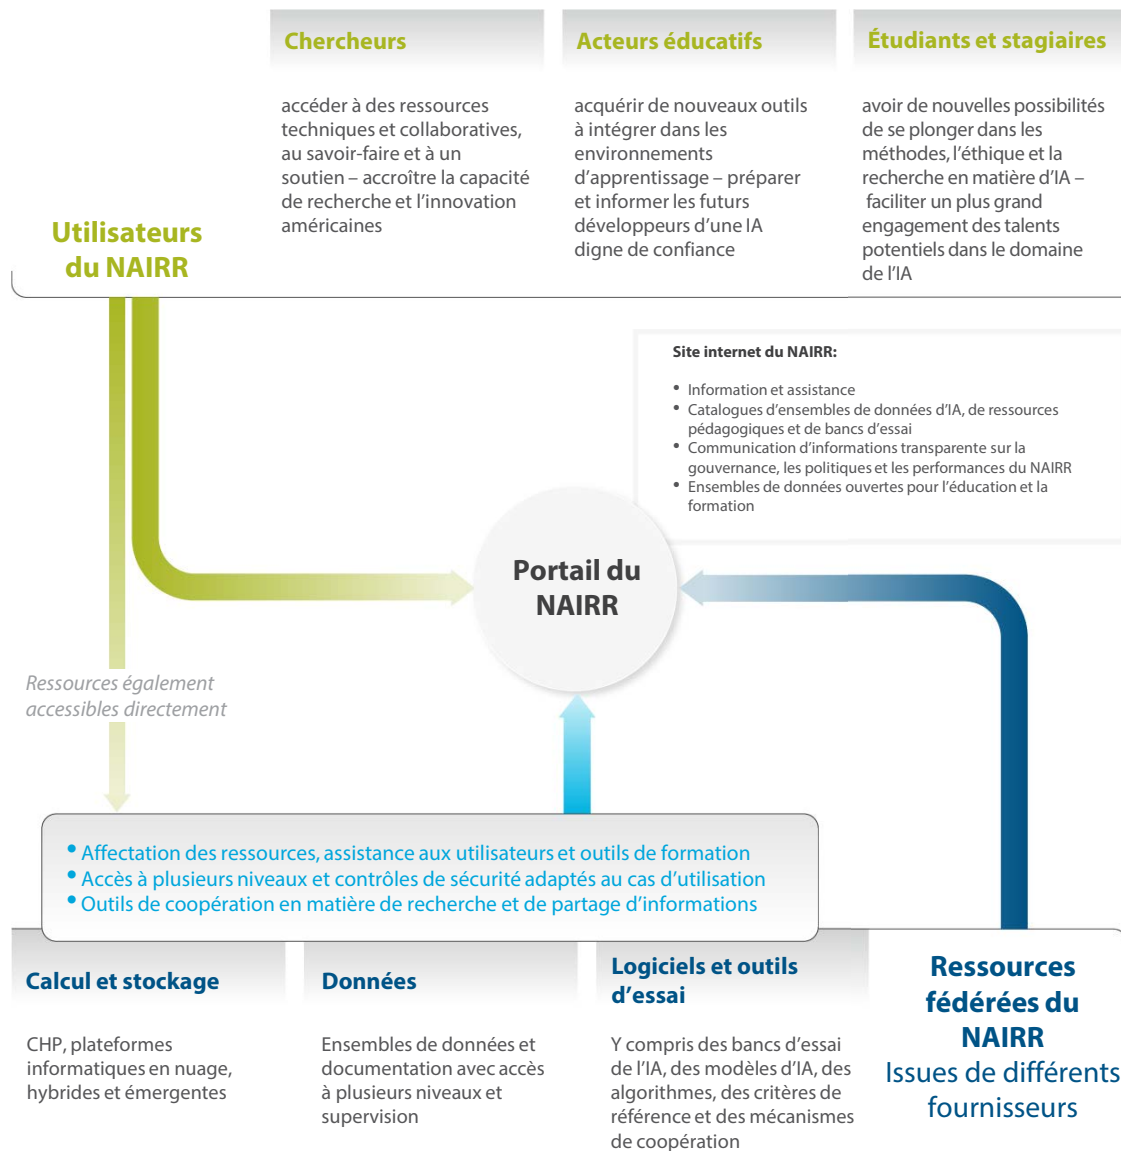 Chercheurs
accéder à des ressources
techniques et collaboratives,
au savoir-faire et à un
soutien – accroître la capacité
de recherche et l'innovation
américaines
Acteurs éducatifs
acquérir de nouveaux outils
à intégrer dans les
environnements
d'apprentissage – préparer
et informer les futurs
développeurs d'une IA
digne de confiance
Étudiants et stagiaires
avoir de nouvelles possibilités
de se plonger dans les
méthodes, l'éthique et la
recherche en matière d'IA –
faciliter un plus grand
engagement des talents
potentiels dans le domaine
de l'IA
Utilisateurs
du NAIRR
Site internet du NAIRR:
• Information et assistance
• Catalogues d'ensembles de données d'IA, de ressources
pédagogiques et de bancs d'essai
• Communication d'informations transparente sur la
gouvernance, les politiques et les performances du NAIRR
• Ensembles de données ouvertes pour l'éducation et la
formation
Portail du
NAIRR
Ressources également
accessibles directement
• Affectation des ressources, assistance aux utilisateurs et outils de formation
• Accès à plusieurs niveaux et contrôles de sécurité adaptés au cas d'utilisation
• Outils de coopération en matière de recherche et de partage d'informations
Calcul et stockage
CHP, plateformes
informatiques en nuage,
hybrides et émergentes
Données
Ensembles de données et
documentation avec accès
à plusieurs niveaux et
supervision
Logiciels et outils
d'essai
Y compris des bancs d'essai
de l'IA, des modèles d'IA, des
algorithmes, des critères de
référence et des mécanismes
de coopération
Ressources
fédérées du
NAIRR
Issues de différents
fournisseurs